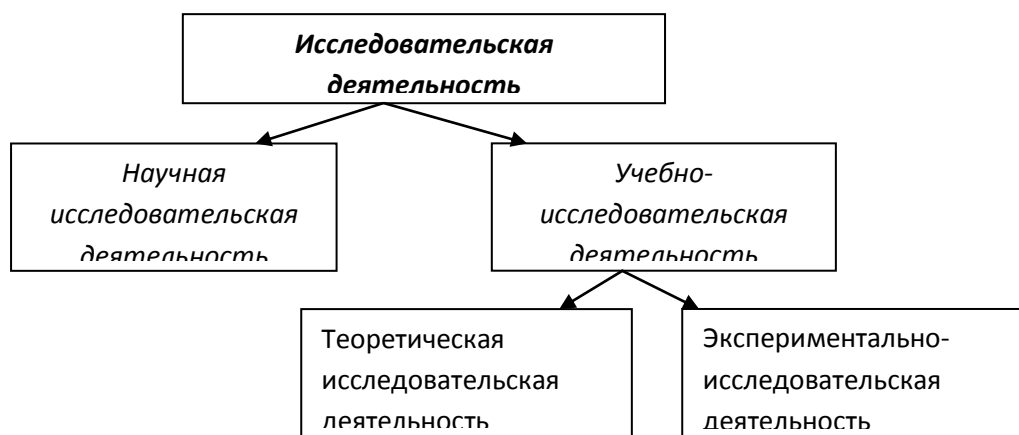 Исследовательская
деятельность
Научная
исследовательская
деятельность
Учебно-
исследовательская
деятельность
Теоретическая
исследовательская
деятельность
Экспериментально-
исследовательская
деятельность